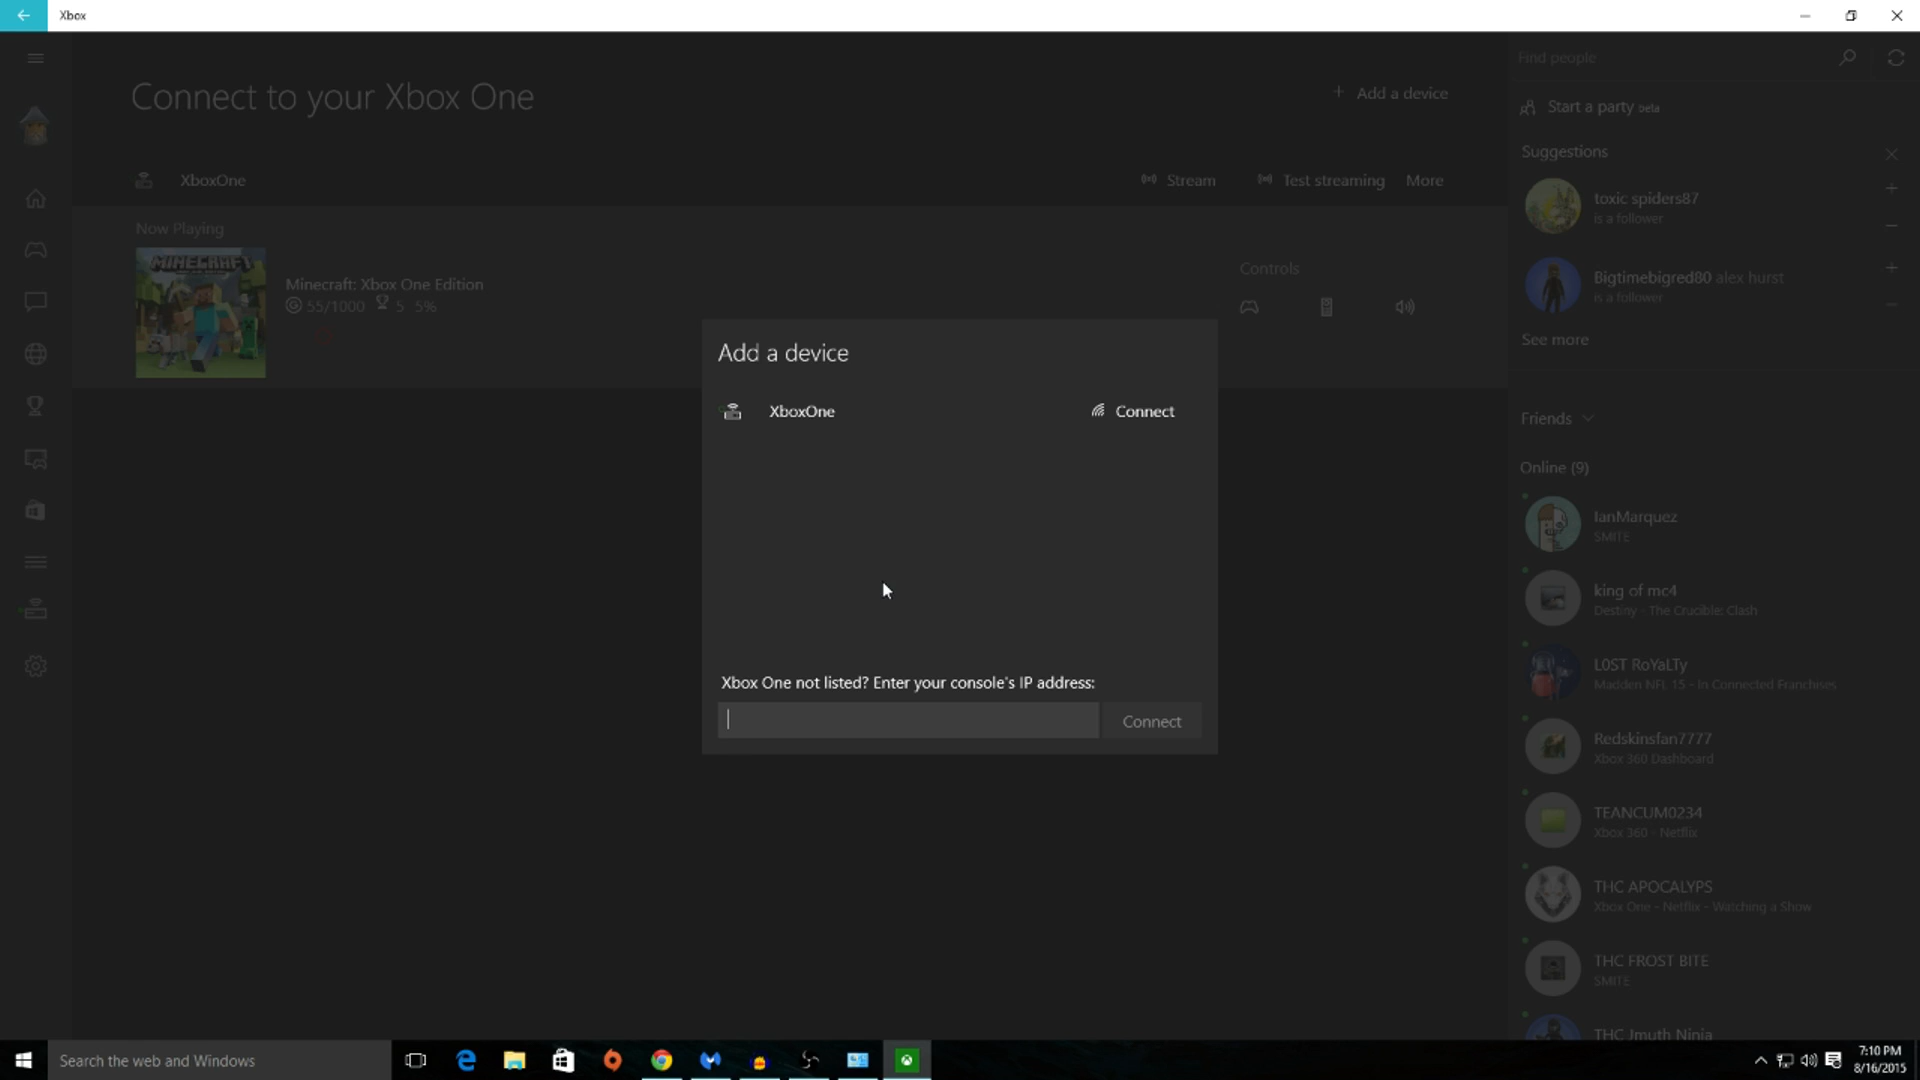 Xbox
Connect to your Xbox One
+ Add a device
XboxOne
Stream
Test streaming
More
Now Playing
MINECRAFT
Minecraft: Xbox One Edition
55/1000 5 5%
Controls
Add a device
XboxOne
Connect
Xbox One not listed? Enter your console's IP address:
Connect
Find people
Start a party beta
Suggestions
toxic spiders87
is a follower
Bigtimebigred80 alex hurst
is a follower
See more
Friends
Online (9)
IanMarquez
SMITE
king of mc4
Destiny - The Crucible: Clash
L0ST RoYaLTy
Madden NFL 15 - In Connected Franchises
Redskinsfan7777
Xbox 360 Dashboard
TEANCUM0234
Xbox 360 - Netflix
THC APOCALYPS
Xbox One - Netflix - Watching a Show
THC FROST BITE
SMITE
THC Jmuth Ninja
Search the web and Windows
7:10 PM
8/16/2015